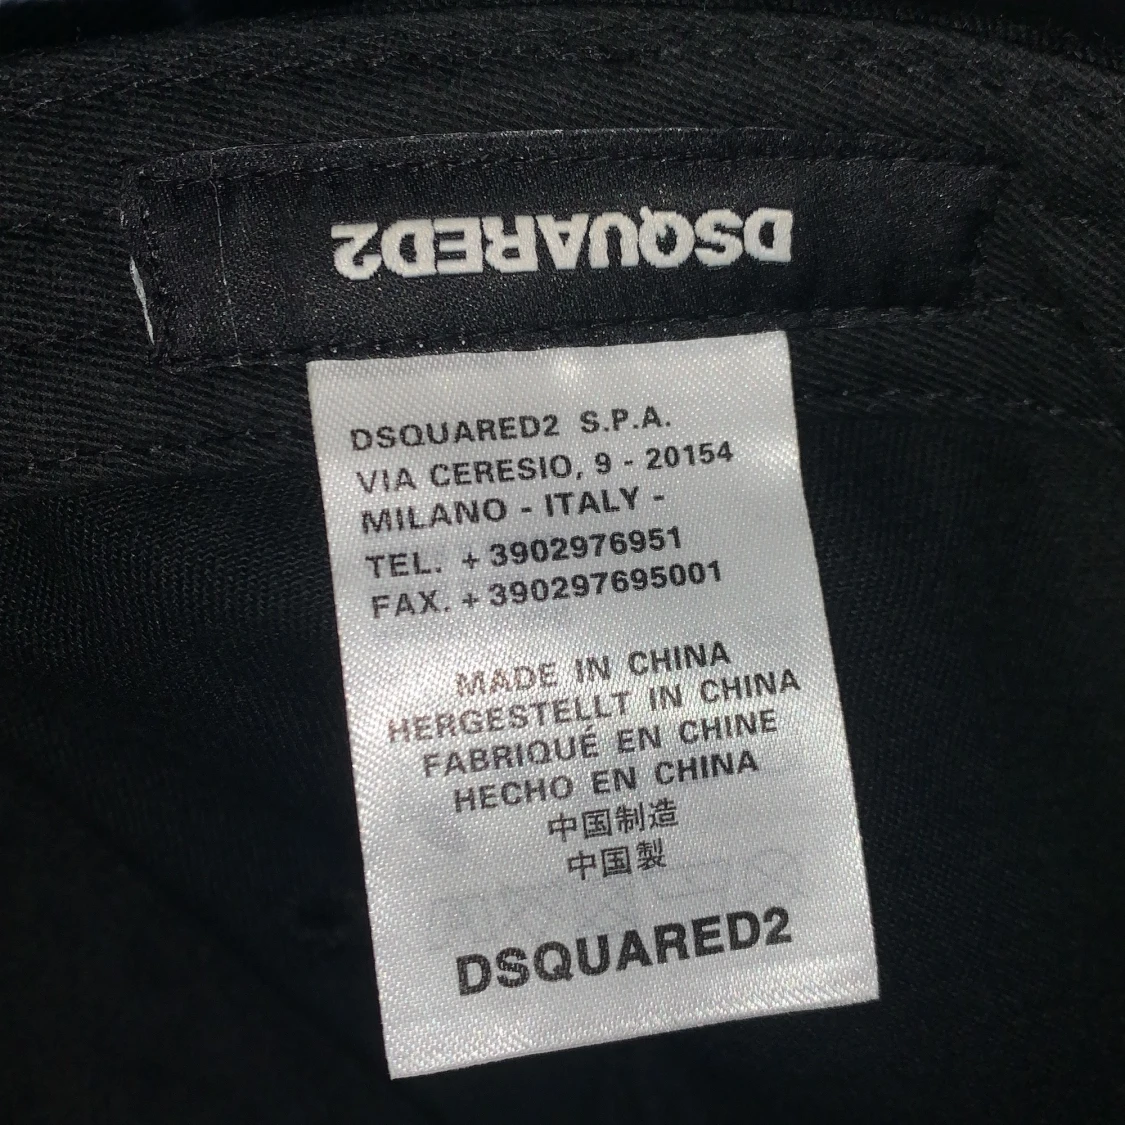 DSQUARED2
DSQUARED2 S.P.A.
VIA CERESIO, 9 - 20154
MILANO - ITALY -
TEL. +3902976951
FAX. +390297695001
MADE IN CHINA
HERGESTELLT IN CHINA
FABRIQUÉ EN CHINE
HECHO EN CHINA
中国制造
中国製
DSQUARED2